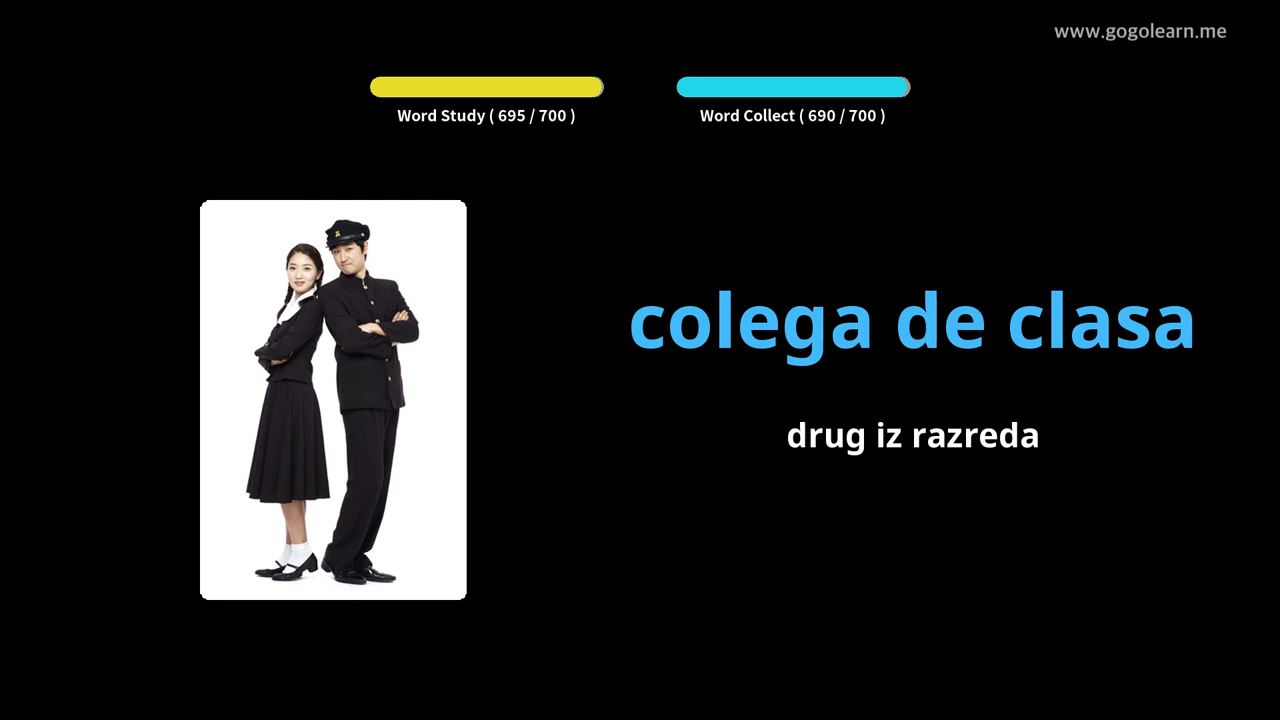 www.gogolearn.me
Word Study ( 695 / 700 )
Word Collect ( 690 / 700 )
colega de clasa
drug iz razreda